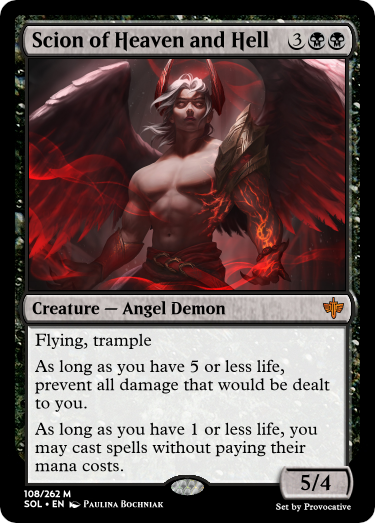 Scion of Heaven and Hell 3
Creature — Angel Demon
Flying, trample
As long as you have 5 or less life,
prevent all damage that would be dealt
to you.
As long as you have 1 or less life, you
may cast spells without paying their
mana costs.
5/4
108/262 M
SOL • EN Paulina Bochniak
Set by Provocative